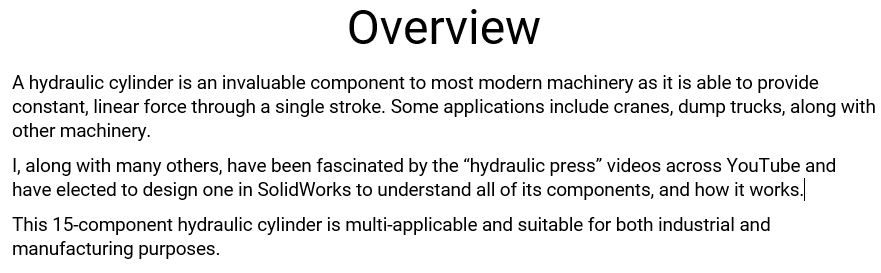 Overview
A hydraulic cylinder is an invaluable component to most modern machinery as it is able to provide
constant, linear force through a single stroke. Some applications include cranes, dump trucks, along with
other machinery.
I, along with many others, have been fascinated by the “hydraulic press” videos across YouTube and
have elected to design one in SolidWorks to understand all of its components, and how it works.
This 15-component hydraulic cylinder is multi-applicable and suitable for both industrial and
manufacturing purposes.